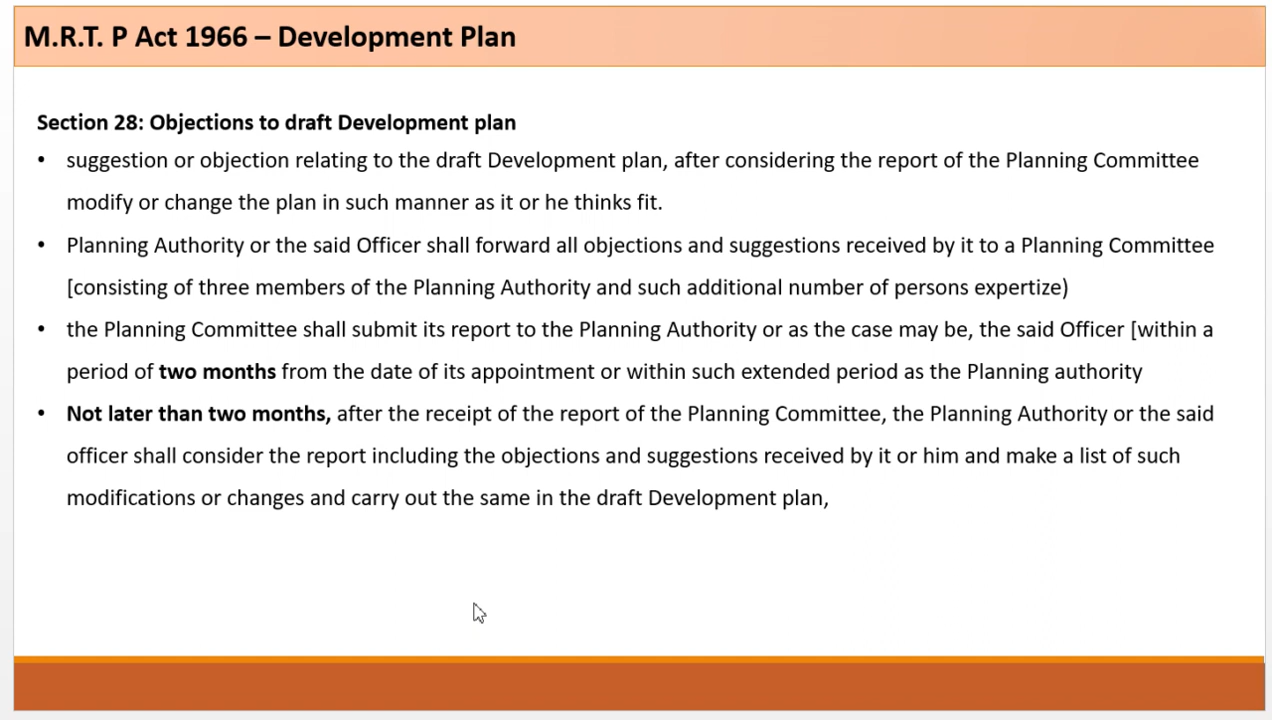 M.R.T. P Act 1966 – Development Plan
Section 28: Objections to draft Development plan
• suggestion or objection relating to the draft Development plan, after considering the report of the Planning Committee
modify or change the plan in such manner as it or he thinks fit.
• Planning Authority or the said Officer shall forward all objections and suggestions received by it to a Planning Committee
[consisting of three members of the Planning Authority and such additional number of persons expertize)
• the Planning Committee shall submit its report to the Planning Authority or as the case may be, the said Officer [within a
period of two months from the date of its appointment or within such extended period as the Planning authority
• Not later than two months, after the receipt of the report of the Planning Committee, the Planning Authority or the said
officer shall consider the report including the objections and suggestions received by it or him and make a list of such
modifications or changes and carry out the same in the draft Development plan,